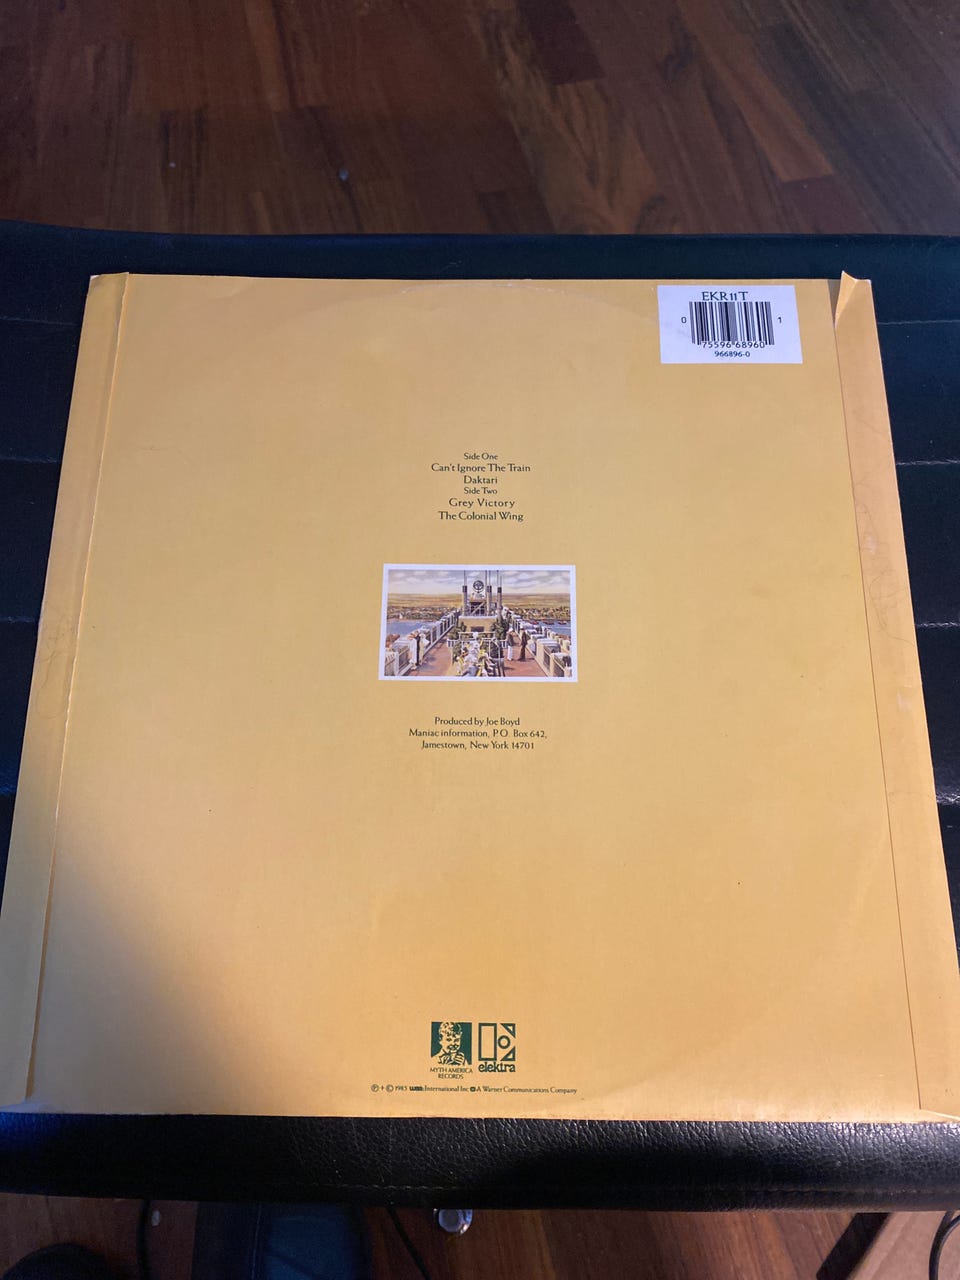 EKR11T
0 75596 68960 1
966896-0
Side One
Can't Ignore The Train
Daktari
Side Two
Grey Victory
The Colonial Wing
Produced by Joe Boyd
Maniac information, P.O. Box 642,
Jamestown, New York 14701
MYTH AMERICA
RECORDS
elektra
℗ + © 1985 wea International Inc. A Warner Communications Company